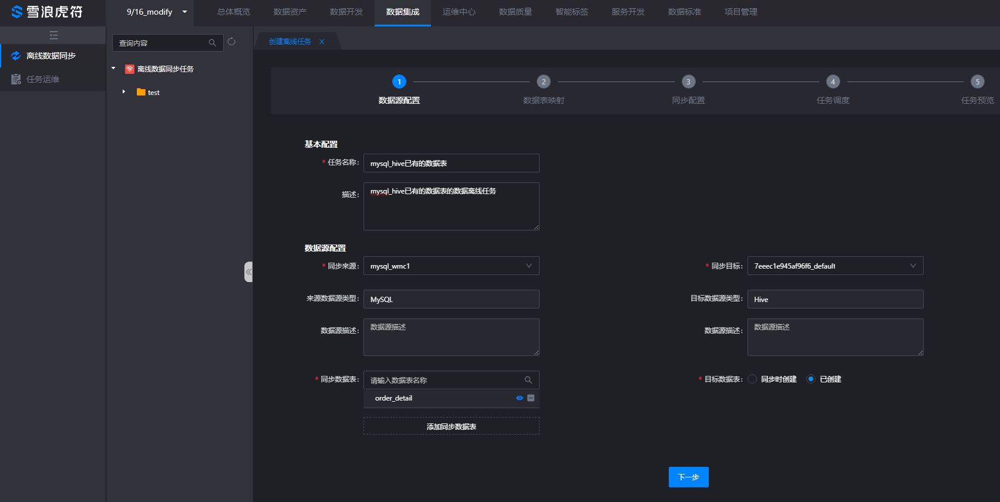 雪浪虎符
9/16_modify
总体概览 数据资产 数据开发 数据集成 运维中心 数据质量 智能标签 服务开发 数据标准 项目管理
离线数据同步
任务运维
查询内容
离线数据同步任务
test
创建离线任务
1 2 3 4 5
数据源配置 数据表映射 同步配置 任务调度 任务预览
基本配置
* 任务名称: mysql_hive已有的数据表
描述: mysql_hive已有的数据表的数据离线任务
数据源配置
* 同步来源: mysql_wmc1 * 同步目标: 7eeec1e945af96f6_default
来源数据源类型: MySQL 目标数据源类型: Hive
数据源描述: 数据源描述 数据源描述: 数据源描述
* 同步数据表: 请输入数据表名称 * 目标数据表: 同步时创建 已创建
order_detail
添加同步数据表
下一步